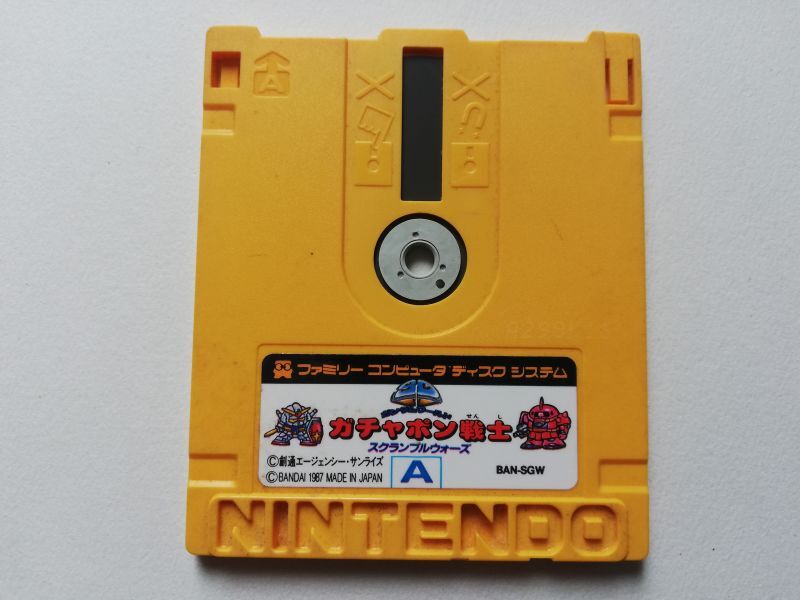 A
ファミリー コンピュータ ディスク システム
ガチャポン戦士
せんし
スクランブルウォーズ
©創通エージェンシー・サンライズ
©BANDAI 1987 MADE IN JAPAN
A
BAN-SGW
NINTENDO